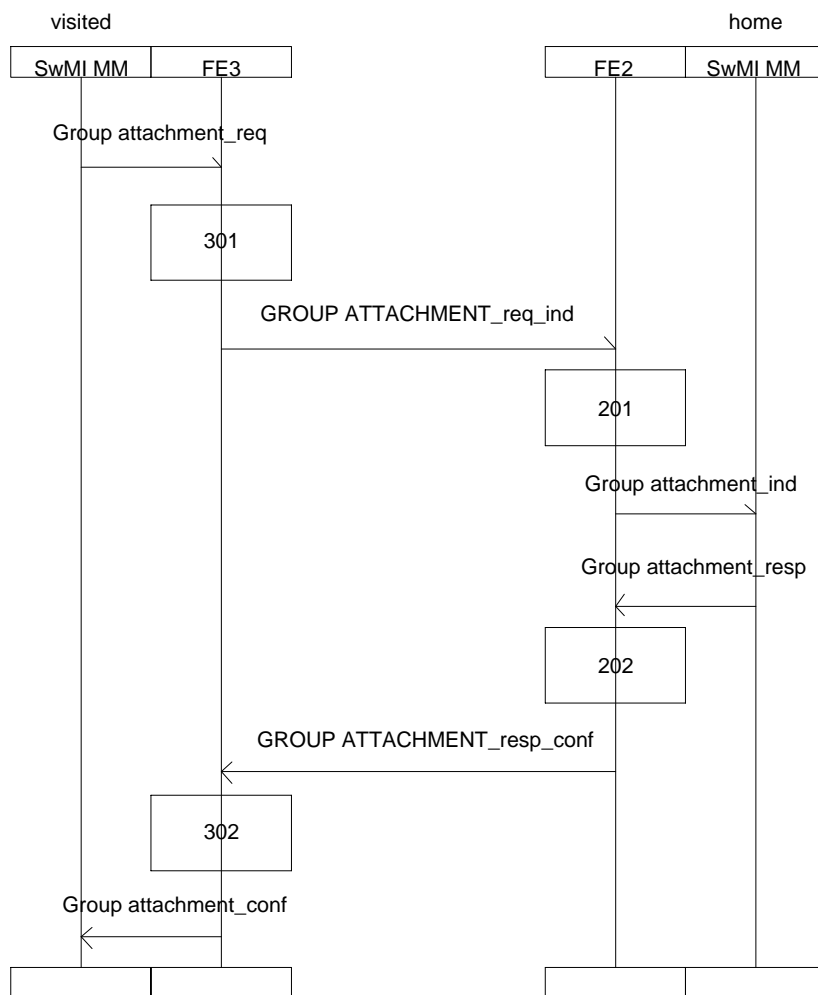 visited home
SwMI MM FE3 FE2 SwMI MM
Group attachment_req
301
GROUP ATTACHMENT_req_ind
201
Group attachment_ind
Group attachment_resp
202
GROUP ATTACHMENT_resp_conf
302
Group attachment_conf